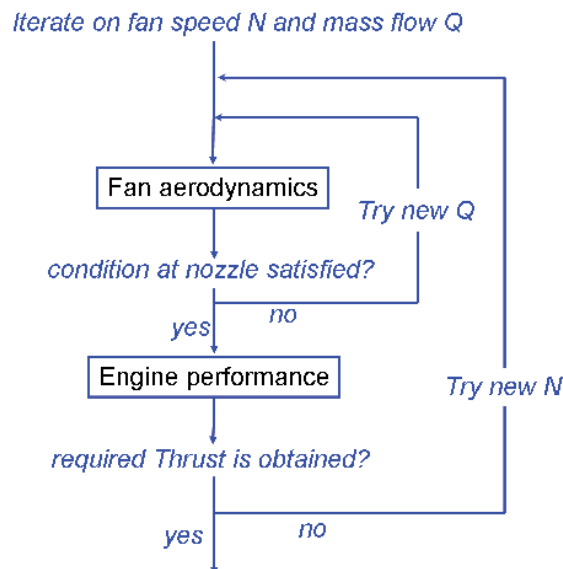 Iterate on fan speed N and mass flow Q
Fan aerodynamics
Try new Q
condition at nozzle satisfied?
no
yes
Engine performance
Try new N
required Thrust is obtained?
no
yes